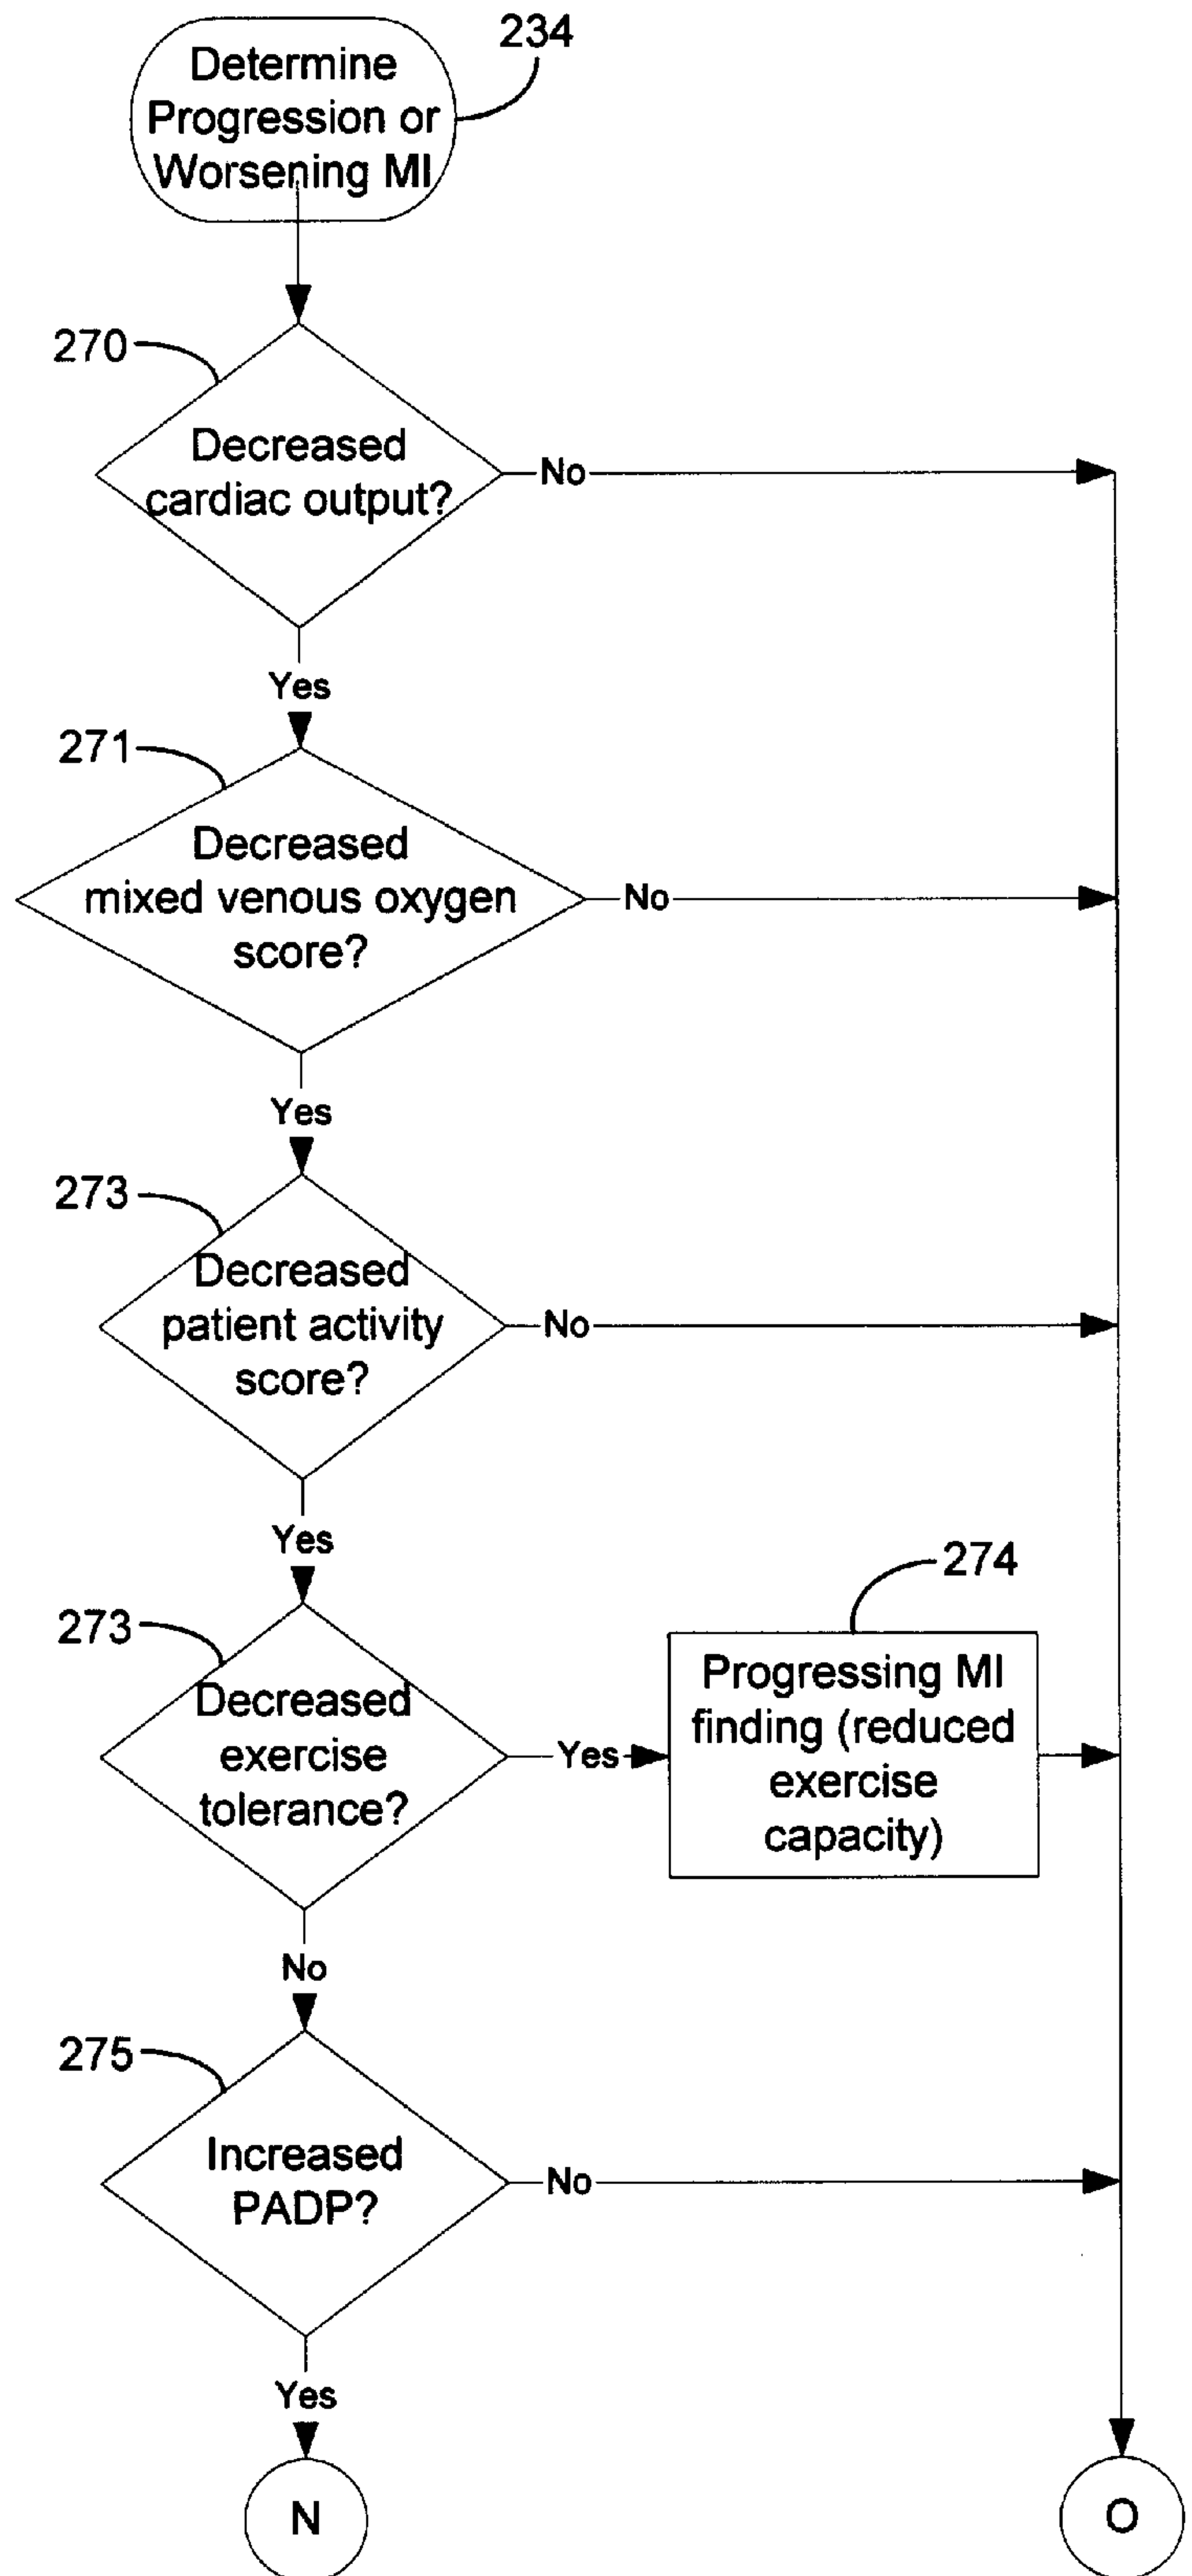 234
Determine
Progression or
Worsening MI
270
Decreased
cardiac output?
No
Yes
271
Decreased
mixed venous oxygen
score?
No
Yes
273
Decreased
patient activity
score?
No
Yes
273
Decreased
exercise
tolerance?
Yes
274
Progressing MI
finding (reduced
exercise
capacity)
No
275
Increased
PADP?
No
Yes
N
O